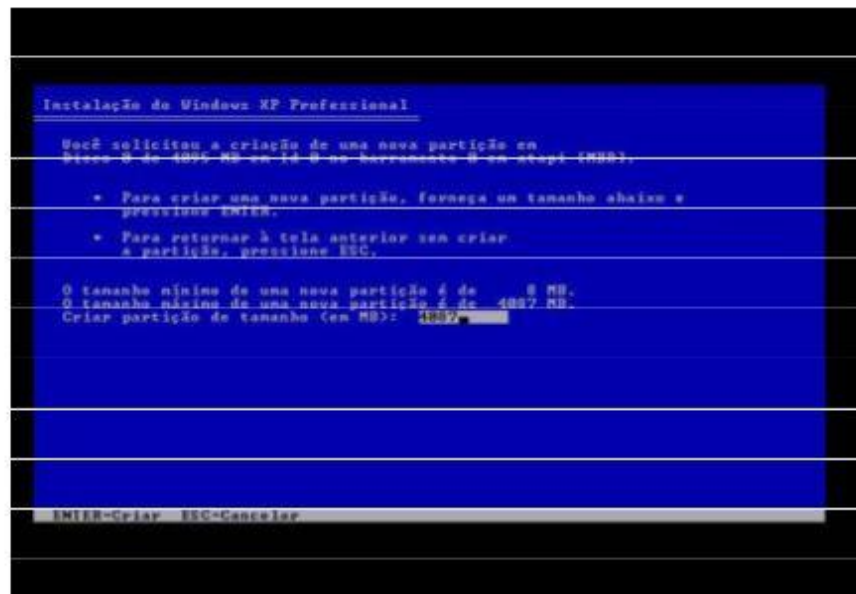 Instalação do Windows XP Professional
Você solicitou a criação de uma nova partição em
Disco 0 de 4095 MB em Id 0 no barramento 0 em atapi [MBR].
• Para criar uma nova partição, forneça um tamanho abaixo e
pressione ENTER.
• Para retornar à tela anterior sem criar
a partição, pressione ESC.
O tamanho mínimo de uma nova partição é de 8 MB.
O tamanho máximo de uma nova partição é de 4087 MB.
Criar partição de tamanho (em MB): 4087
ENTER=Criar ESC=Cancelar